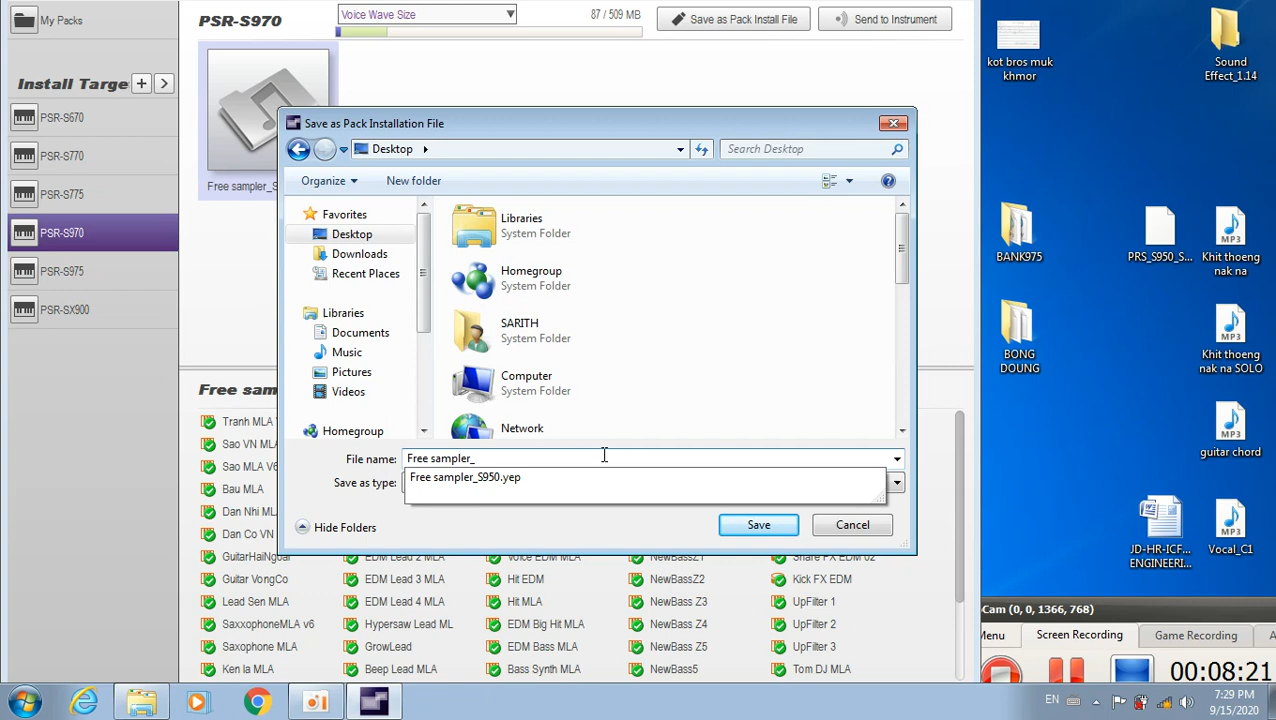 My Packs
PSR-S970
Voice Wave Size
87 / 509 MB
Save as Pack Install File
Send to Instrument
Install Targe
PSR-S670
PSR-S770
PSR-S775
PSR-S970
PSR-S975
PSR-SX900
Free sampler_S
Save as Pack Installation File
Desktop
Search Desktop
Organize
New folder
Favorites
Desktop
Downloads
Recent Places
Libraries
Documents
Music
Pictures
Videos
Homegroup
Libraries
System Folder
Homegroup
System Folder
SARITH
System Folder
Computer
System Folder
Network
File name: Free sampler_
Free sampler_S950.yep
Save as type:
Hide Folders
Save
Cancel
Free sam
Tranh MLA
Sao VN MLA
Sao MLA V6
Bau MLA
Dan Nhi MLA
Dan Co VN
GuitarHaiNgoai
Guitar VongCo
Lead Sen MLA
SaxxophoneMLA v6
Sáxophone MLA
Ken la MLA
EDM Lead 2 MLA
EDM Lead 3 MLA
EDM Lead 4 MLA
Hypersaw Lead ML
GrowLead
Beep Lead MLA
Voice EDM MLA
Hit EDM
Hit MLA
EDM Big Hit MLA
EDM Bass MLA
Bass Synth MLA
NewBassZ1
NewBassZ2
NewBass Z3
NewBass Z4
NewBass Z5
NewBass5
Snare FX EDM 02
Kick FX EDM
UpFilter 1
UpFilter 2
UpFilter 3
Tom DJ MLA
kot bros muk
khmor
Sound
Effect_1.14
BANK975
PRS_S950_S...
Khit thoeng
nak na
BONG
DOUNG
Khit thoeng
nak na SOLO
guitar chord
JD-HR-ICF...
ENGINEERI...
Vocal_C1
Cam (0, 0, 1366, 768)
Menu
Screen Recording
Game Recording
00:08:21
EN
7:29 PM
9/15/2020